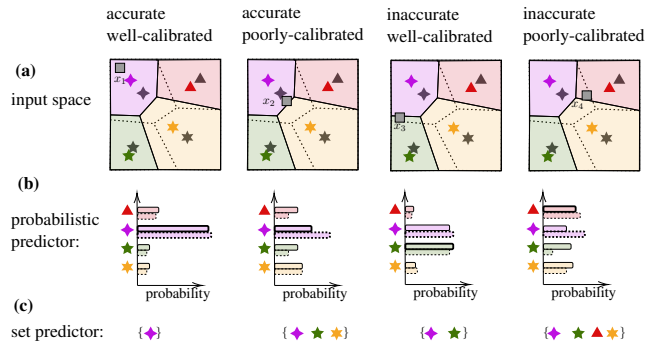 accurate
well-calibrated
accurate
poorly-calibrated
inaccurate
well-calibrated
inaccurate
poorly-calibrated
(a)
input space
x₁
x₂
x₃
x₄
(b)
probabilistic
predictor:
probability
probability
probability
probability
(c)
set predictor:
{ }
{ }
{ }
{ }